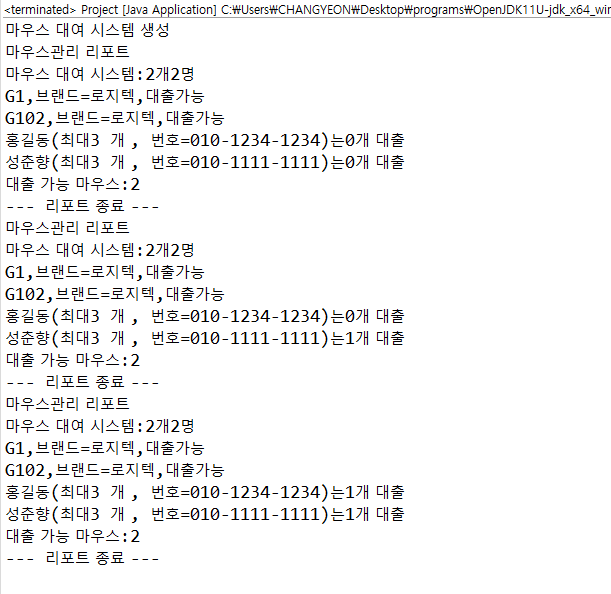 <terminated> Project [Java Application] C:₩Users₩CHANGYEON₩Desktop₩programs₩OpenJDK11U-jdk_x64_wir
마우스 대여 시스템 생성
마우스관리 리포트
마우스 대여 시스템:2개2명
G1,브랜드=로지텍,대출가능
G102,브랜드=로지텍,대출가능
홍길동(최대3 개 , 번호=010-1234-1234)는0개 대출
성준향(최대3 개 , 번호=010-1111-1111)는0개 대출
대출 가능 마우스:2
--- 리포트 종료 ---
마우스관리 리포트
마우스 대여 시스템:2개2명
G1,브랜드=로지텍,대출가능
G102,브랜드=로지텍,대출가능
홍길동(최대3 개 , 번호=010-1234-1234)는0개 대출
성준향(최대3 개 , 번호=010-1111-1111)는1개 대출
대출 가능 마우스:2
--- 리포트 종료 ---
마우스관리 리포트
마우스 대여 시스템:2개2명
G1,브랜드=로지텍,대출가능
G102,브랜드=로지텍,대출가능
홍길동(최대3 개 , 번호=010-1234-1234)는1개 대출
성준향(최대3 개 , 번호=010-1111-1111)는1개 대출
대출 가능 마우스:2
--- 리포트 종료 ---